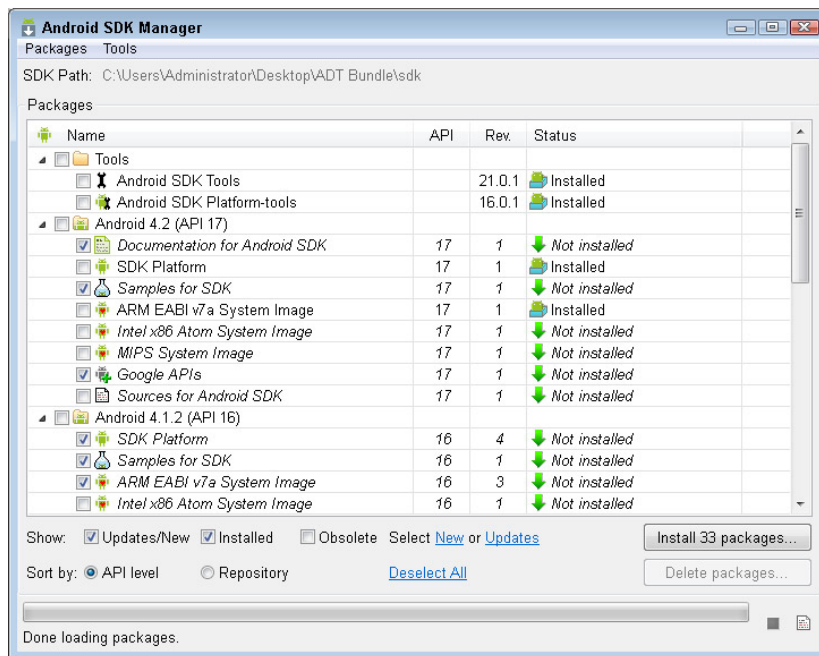 Android SDK Manager
Packages Tools
SDK Path: C:\Users\Administrator\Desktop\ADT Bundle\sdk
Packages
Name API Rev. Status
Tools
Android SDK Tools 21.0.1 Installed
Android SDK Platform-tools 16.0.1 Installed
Android 4.2 (API 17)
Documentation for Android SDK 17 1 Not installed
SDK Platform 17 1 Installed
Samples for SDK 17 1 Not installed
ARM EABI v7a System Image 17 1 Installed
Intel x86 Atom System Image 17 1 Not installed
MIPS System Image 17 1 Not installed
Google APIs 17 1 Not installed
Sources for Android SDK 17 1 Not installed
Android 4.1.2 (API 16)
SDK Platform 16 4 Not installed
Samples for SDK 16 1 Not installed
ARM EABI v7a System Image 16 3 Not installed
Intel x86 Atom System Image 16 1 Not installed
Show: Updates/New Installed Obsolete Select New or Updates Install 33 packages...
Sort by: API level Repository Deselect All Delete packages...
Done loading packages.